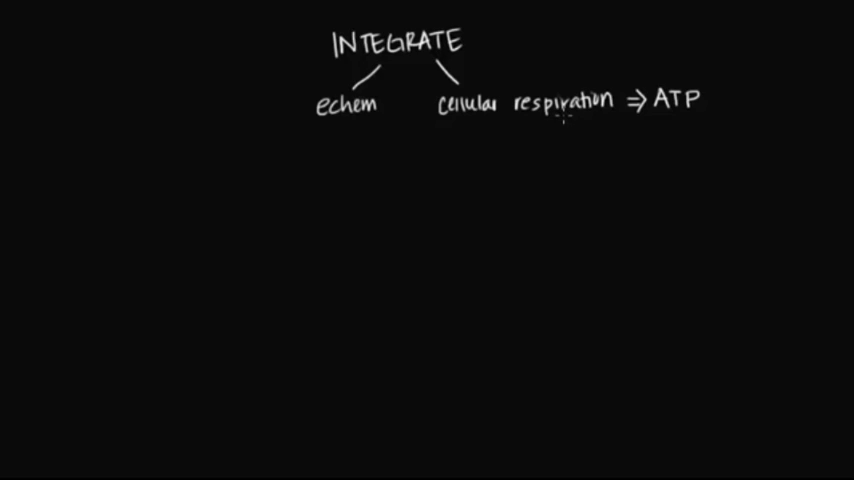 INTEGRATE
echem cellular respiration ⇒ ATP